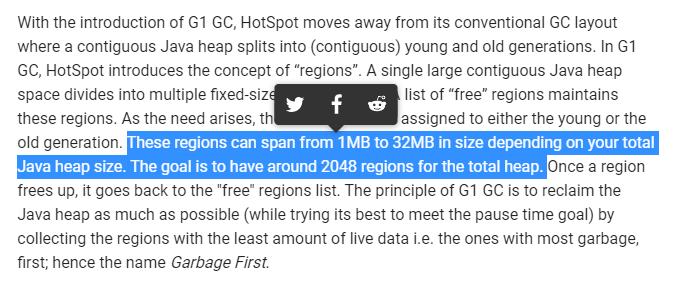 With the introduction of G1 GC, HotSpot moves away from its conventional GC layout
where a contiguous Java heap splits into (contiguous) young and old generations. In G1
GC, HotSpot introduces the concept of “regions”. A single large contiguous Java heap
space divides into multiple fixed-size list of “free” regions maintains
these regions. As the need arises, assigned to either the young or the
old generation. These regions can span from 1MB to 32MB in size depending on your total
Java heap size. The goal is to have around 2048 regions for the total heap. Once a region
frees up, it goes back to the "free" regions list. The principle of G1 GC is to reclaim the
Java heap as much as possible (while trying its best to meet the pause time goal) by
collecting the regions with the least amount of live data i.e. the ones with most garbage,
first; hence the name Garbage First.